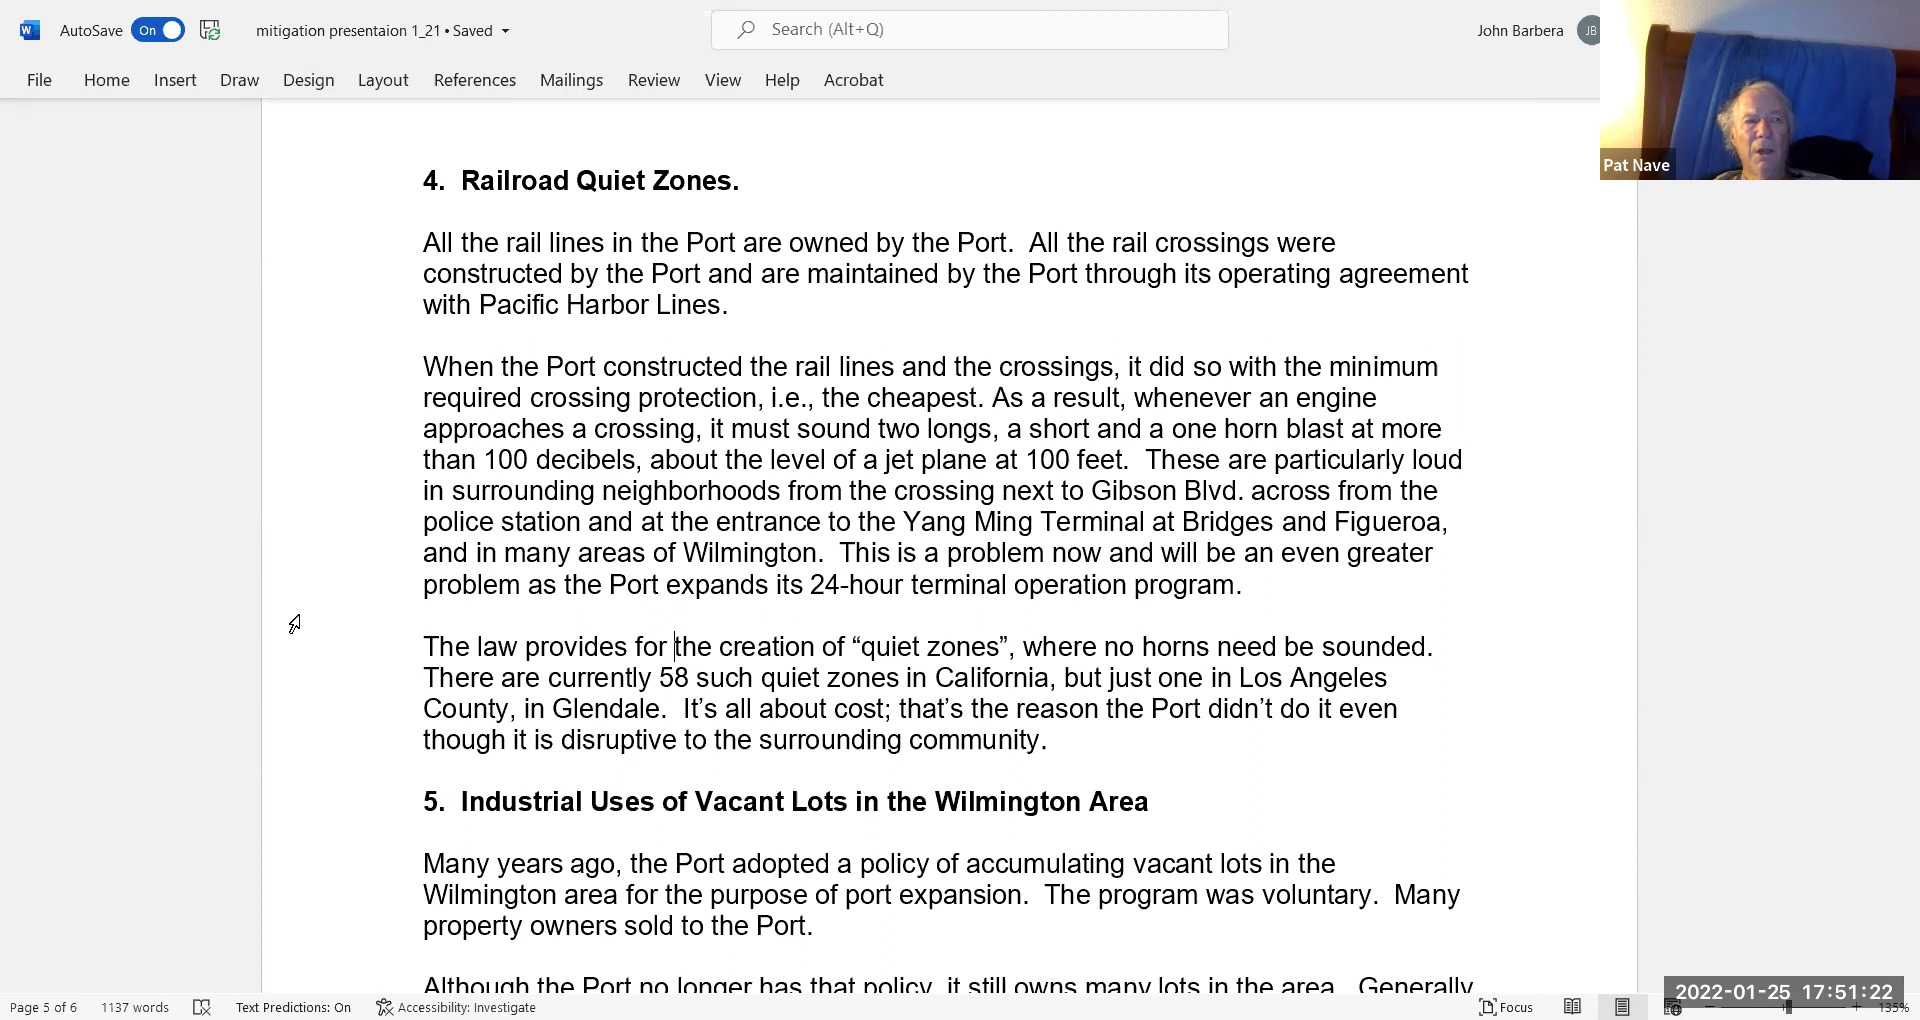 AutoSave On mitigation presentaion 1_21 • Saved Search (Alt+Q) John Barbera JB
File Home Insert Draw Design Layout References Mailings Review View Help Acrobat
Pat Nave
4. Railroad Quiet Zones.
All the rail lines in the Port are owned by the Port. All the rail crossings were
constructed by the Port and are maintained by the Port through its operating agreement
with Pacific Harbor Lines.
When the Port constructed the rail lines and the crossings, it did so with the minimum
required crossing protection, i.e., the cheapest. As a result, whenever an engine
approaches a crossing, it must sound two longs, a short and a one horn blast at more
than 100 decibels, about the level of a jet plane at 100 feet. These are particularly loud
in surrounding neighborhoods from the crossing next to Gibson Blvd. across from the
police station and at the entrance to the Yang Ming Terminal at Bridges and Figueroa,
and in many areas of Wilmington. This is a problem now and will be an even greater
problem as the Port expands its 24-hour terminal operation program.
The law provides for the creation of “quiet zones”, where no horns need be sounded.
There are currently 58 such quiet zones in California, but just one in Los Angeles
County, in Glendale. It’s all about cost; that’s the reason the Port didn’t do it even
though it is disruptive to the surrounding community.
5. Industrial Uses of Vacant Lots in the Wilmington Area
Many years ago, the Port adopted a policy of accumulating vacant lots in the
Wilmington area for the purpose of port expansion. The program was voluntary. Many
property owners sold to the Port.
Although the Port no longer has that policy, it still owns many lots in the area. Generally
2022-01-25 17:51:22
Page 5 of 6 1137 words Text Predictions: On Accessibility: Investigate Focus 135%